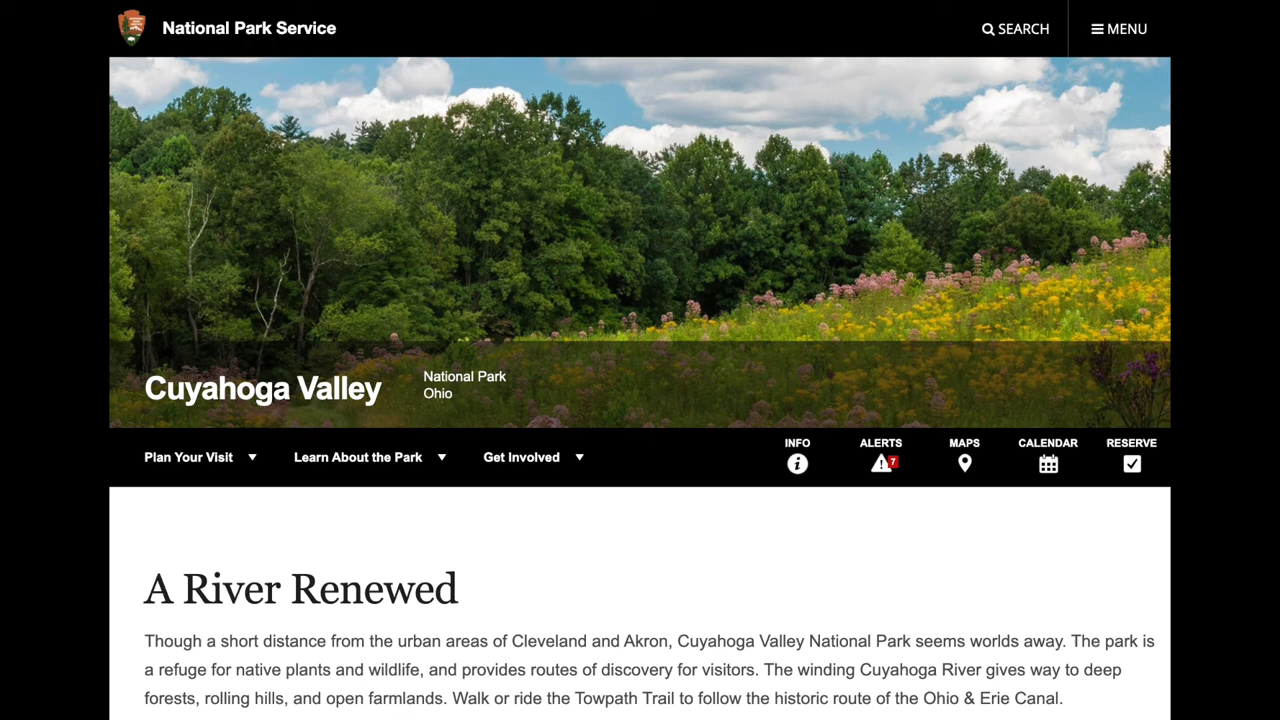 National Park Service
SEARCH
MENU
Cuyahoga Valley
National Park
Ohio
Plan Your Visit
Learn About the Park
Get Involved
INFO
ALERTS
7
MAPS
CALENDAR
RESERVE
A River Renewed
Though a short distance from the urban areas of Cleveland and Akron, Cuyahoga Valley National Park seems worlds away. The park is
a refuge for native plants and wildlife, and provides routes of discovery for visitors. The winding Cuyahoga River gives way to deep
forests, rolling hills, and open farmlands. Walk or ride the Towpath Trail to follow the historic route of the Ohio & Erie Canal.